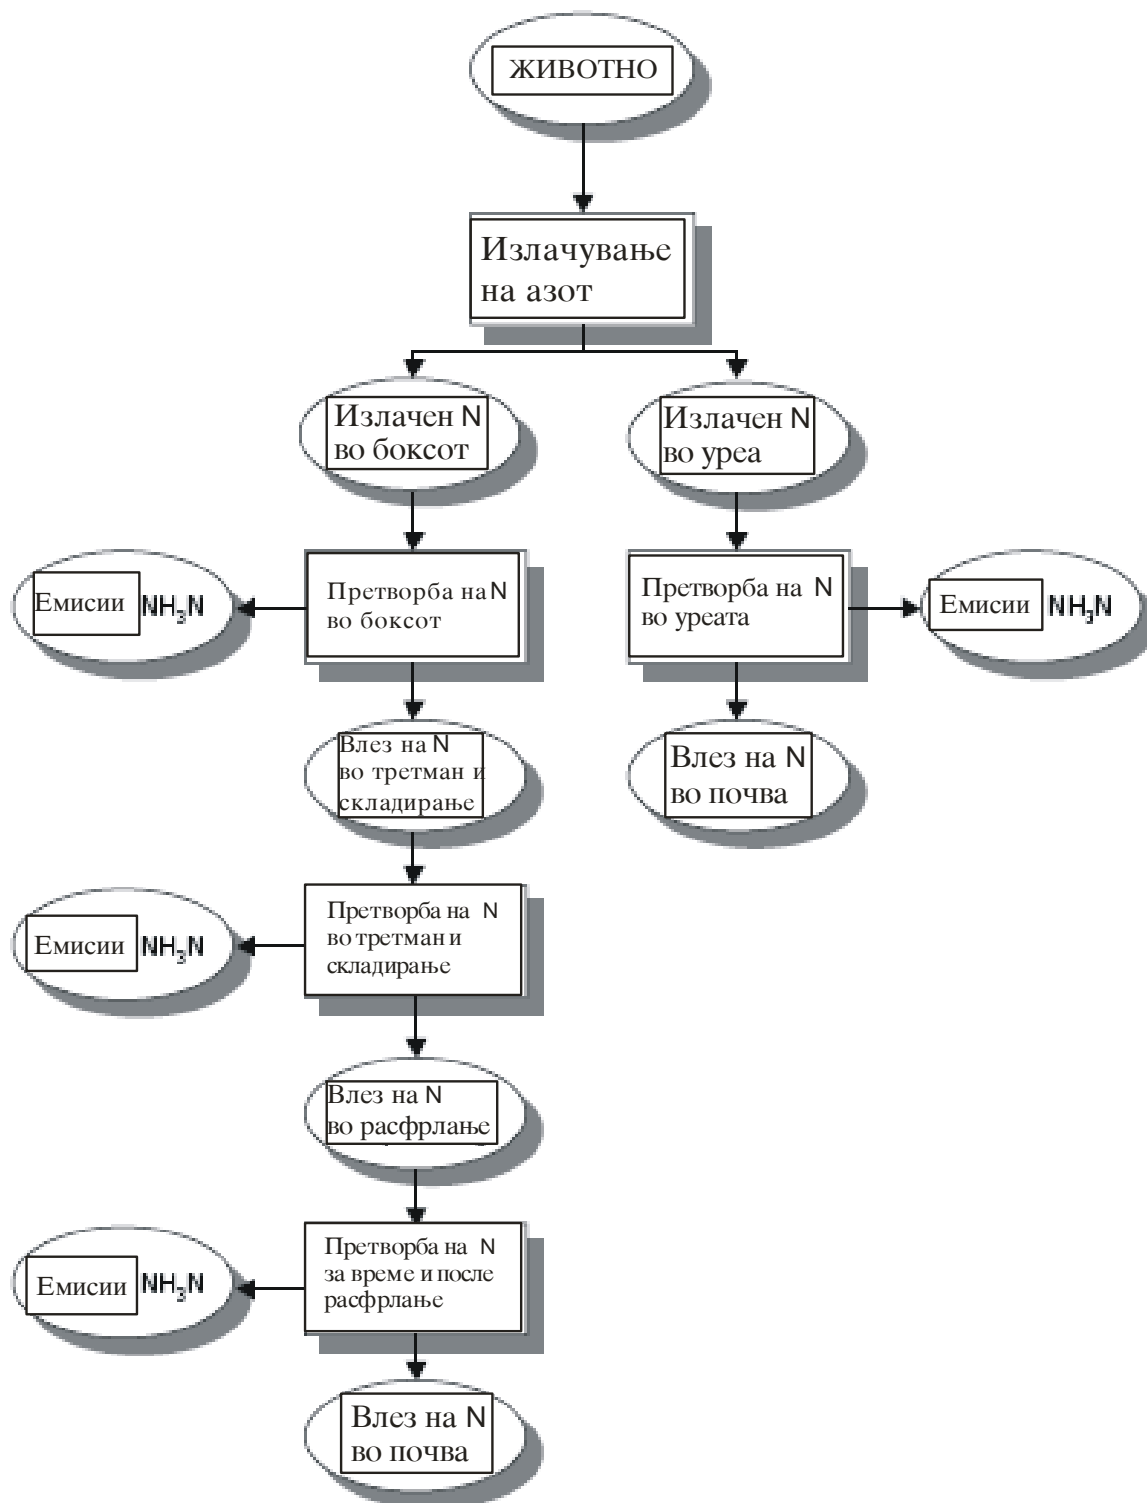 ЖИВОТНО
Излачување
на азот
Излачен N
во боксот
Излачен N
во уреа
Емисии NH3N
Претворба на N
во боксот
Претворба на N
во уреата
Емисии NH3N
Влез на N
во третман и
складирање
Влез на N
во почва
Емисии NH3N
Претворба на N
во третман и
складирање
Влез на N
во расфрлање
Емисии NH3N
Претворба на N
за време и после
расфрлање
Влез на N
во почва